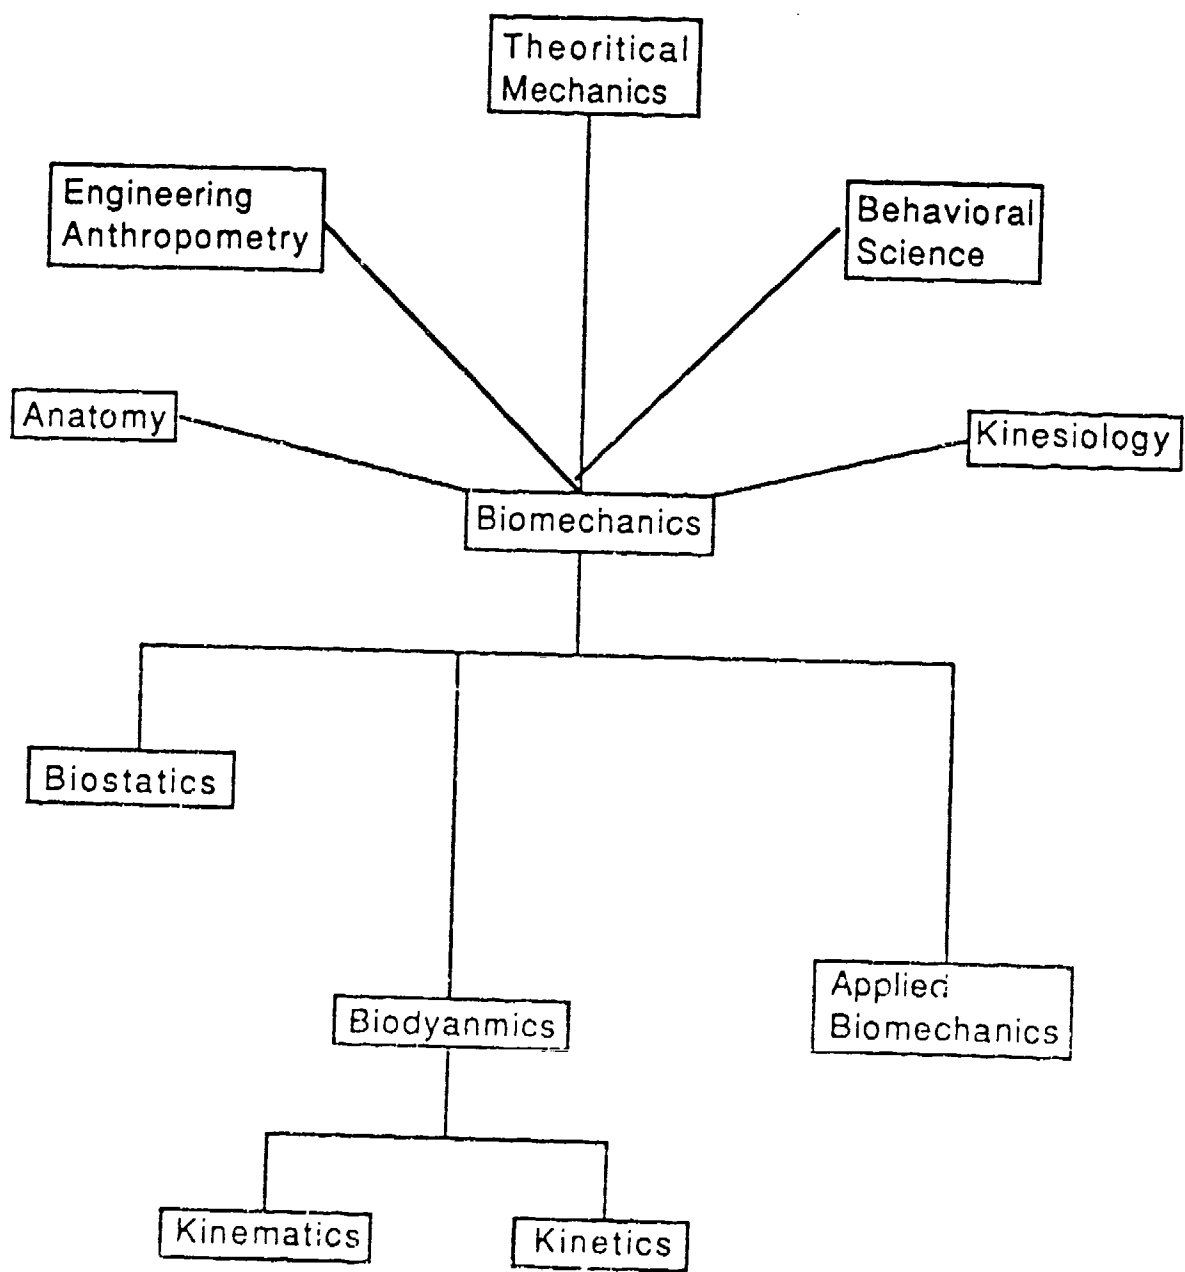 Theoritical
Mechanics
Engineering
Anthropometry
Behavioral
Science
Anatomy
Kinesiology
Biomechanics
Biostatics
Applied
Biomechanics
Biodyanmics
Kinematics
Kinetics